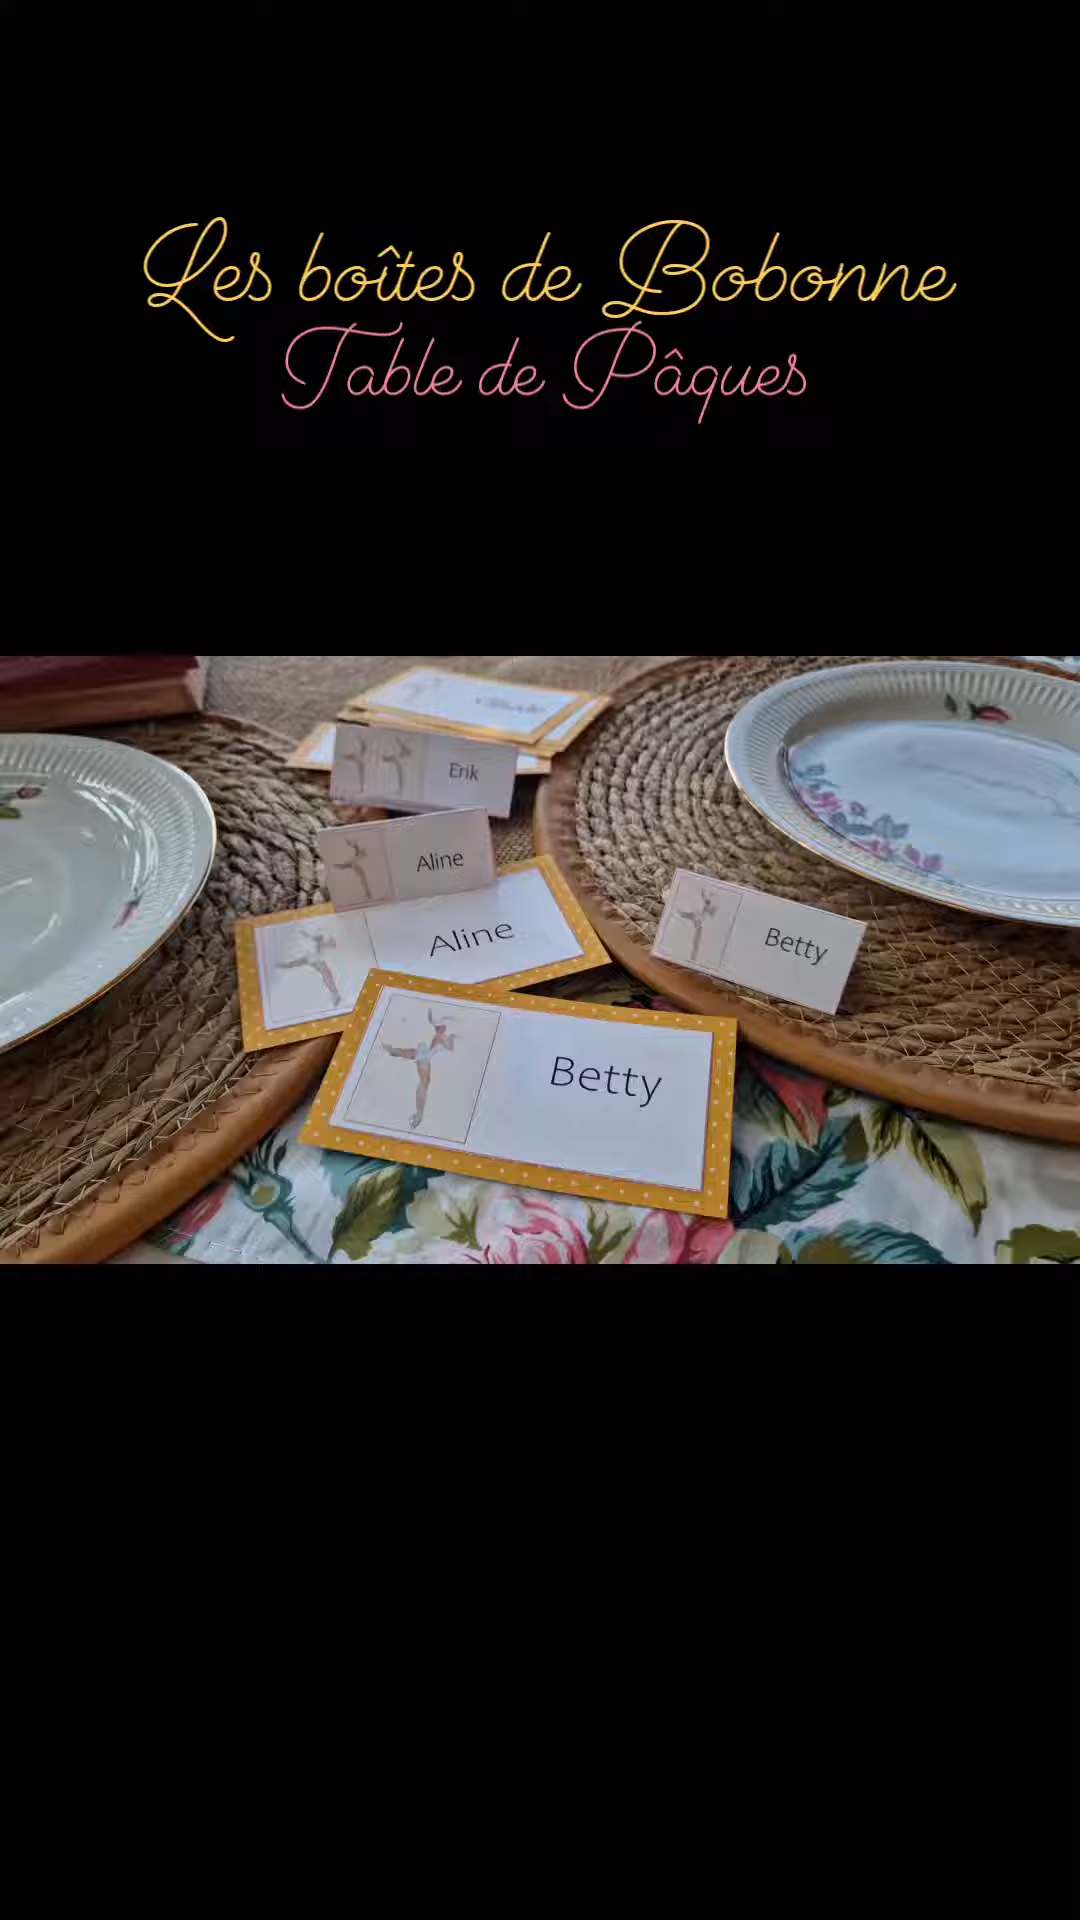 Les boîtes de Bobonne
Table de Pâques
Erik
Aline
Aline
Betty
Betty